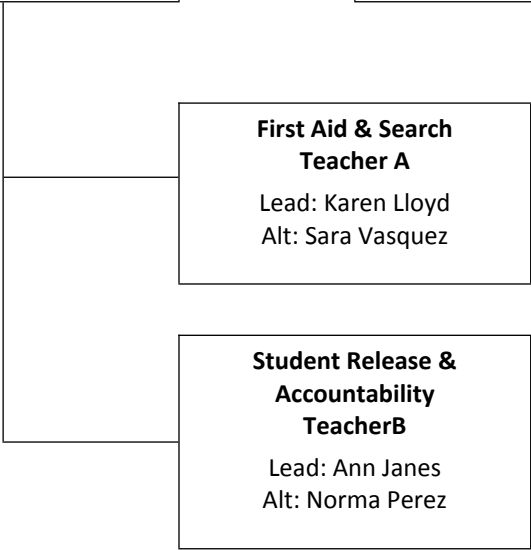 First Aid & Search
Teacher A
Lead: Karen Lloyd
Alt: Sara Vasquez
Student Release &
Accountability
TeacherB
Lead: Ann Janes
Alt: Norma Perez